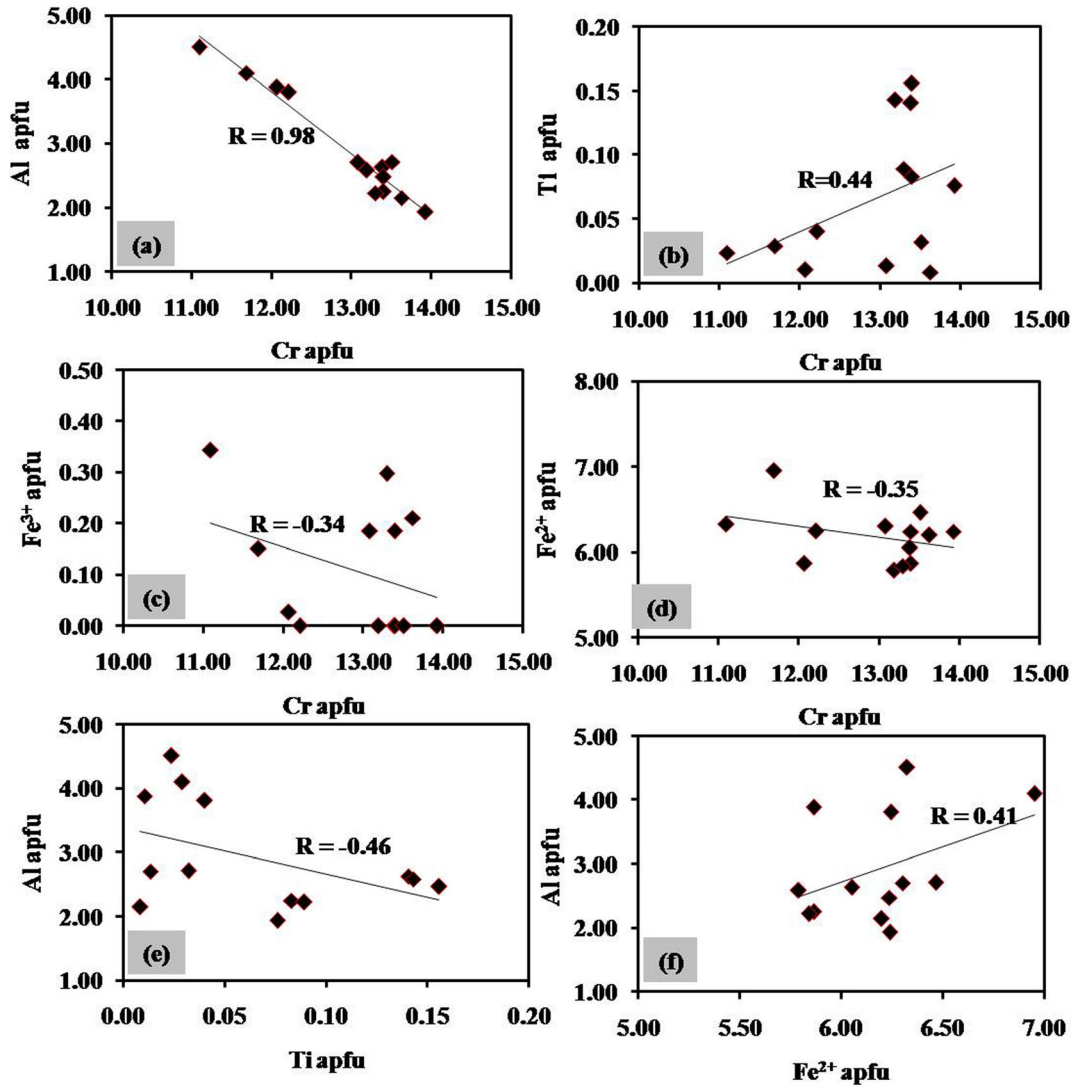 5.00
4.00
3.00
2.00
1.00
Al apfu
R = 0.98
(a)
10.00 11.00 12.00 13.00 14.00 15.00
Cr apfu
0.20
0.15
0.10
0.05
0.00
Ti apfu
R=0.44
(b)
10.00 11.00 12.00 13.00 14.00 15.00
Cr apfu
0.50
0.40
0.30
0.20
0.10
0.00
Fe³⁺ apfu
R = -0.34
(c)
10.00 11.00 12.00 13.00 14.00 15.00
Cr apfu
8.00
7.00
6.00
5.00
Fe²⁺ apfu
R = -0.35
(d)
10.00 11.00 12.00 13.00 14.00 15.00
Cr apfu
5.00
4.00
3.00
2.00
1.00
Al apfu
R = -0.46
(e)
0.00 0.05 0.10 0.15 0.20
Ti apfu
5.00
4.00
3.00
2.00
1.00
Al apfu
R = 0.41
(f)
5.00 5.50 6.00 6.50 7.00
Fe²⁺ apfu